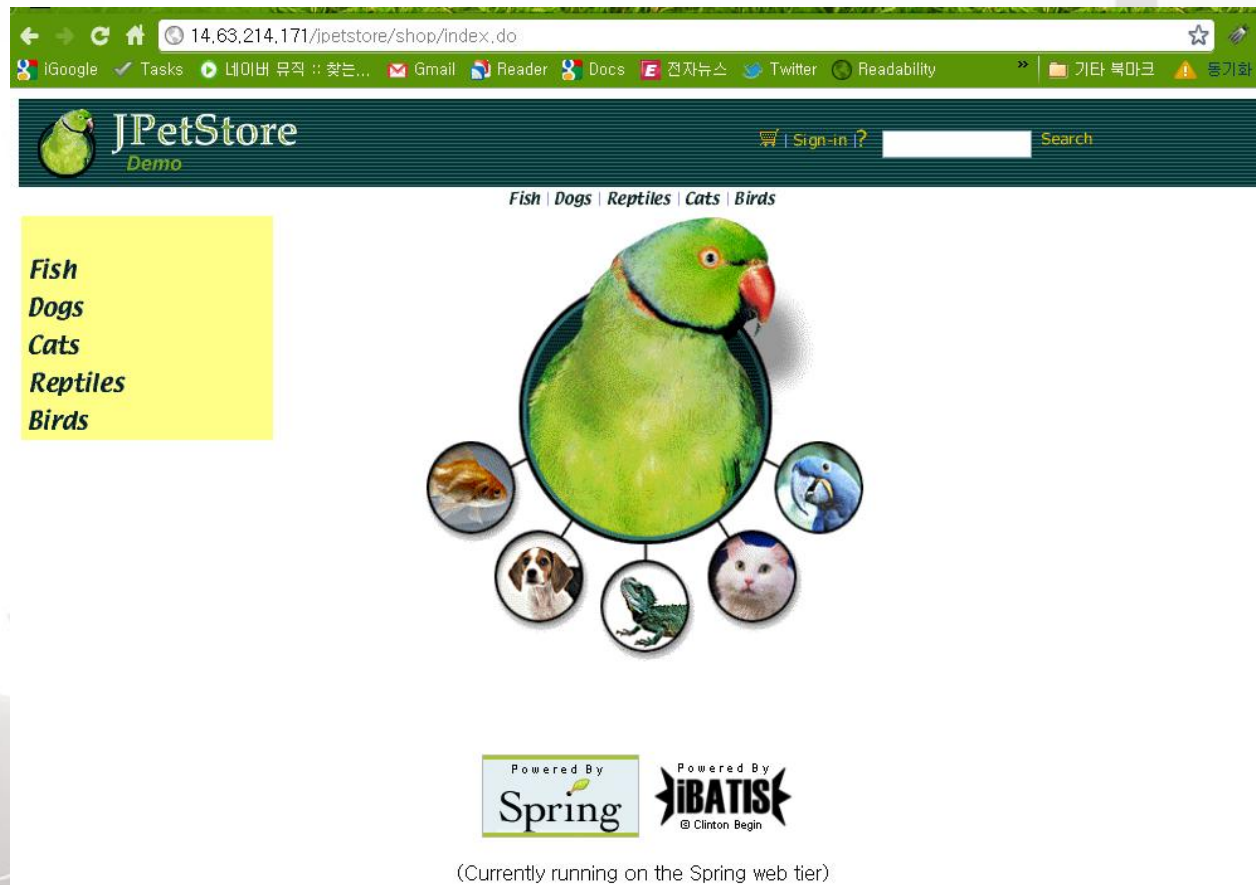 14,63,214,171/jpetstore/shop/index,do
iGoogle Tasks 네이버 뮤직 :: 찾는... Gmail Reader Docs 전자뉴스 Twitter Readability » 기타 북마크 동기화
JPetStore
Demo
| Sign-in |? Search
Fish | Dogs | Reptiles | Cats | Birds
Fish
Dogs
Cats
Reptiles
Birds
Powered By
Spring
Powered By
iBATIS
© Clinton Begin
(Currently running on the Spring web tier)